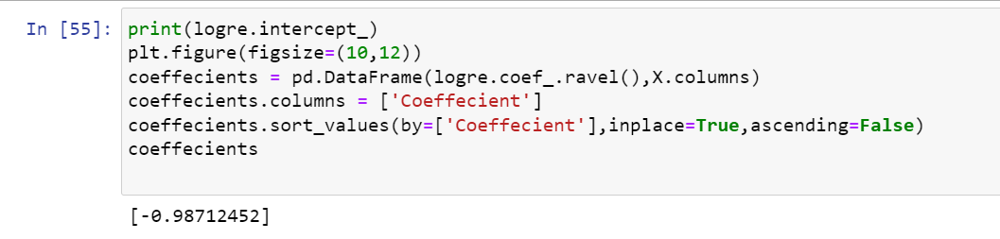 In [55]: print(logre.intercept_)
plt.figure(figsize=(10,12))
coeffecients = pd.DataFrame(logre.coef_.ravel(),X.columns)
coeffecients.columns = ['Coeffecient']
coeffecients.sort_values(by=['Coeffecient'],inplace=True,ascending=False)
coeffecients
[-0.98712452]